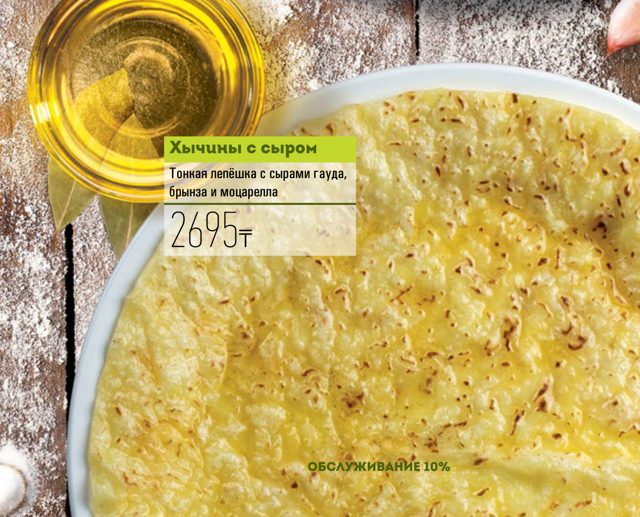 Хычины с сыром
Тонкая лепёшка с сырами гауда,
брынза и моцарелла
2695₸
ОБСЛУЖИВАНИЕ 10%